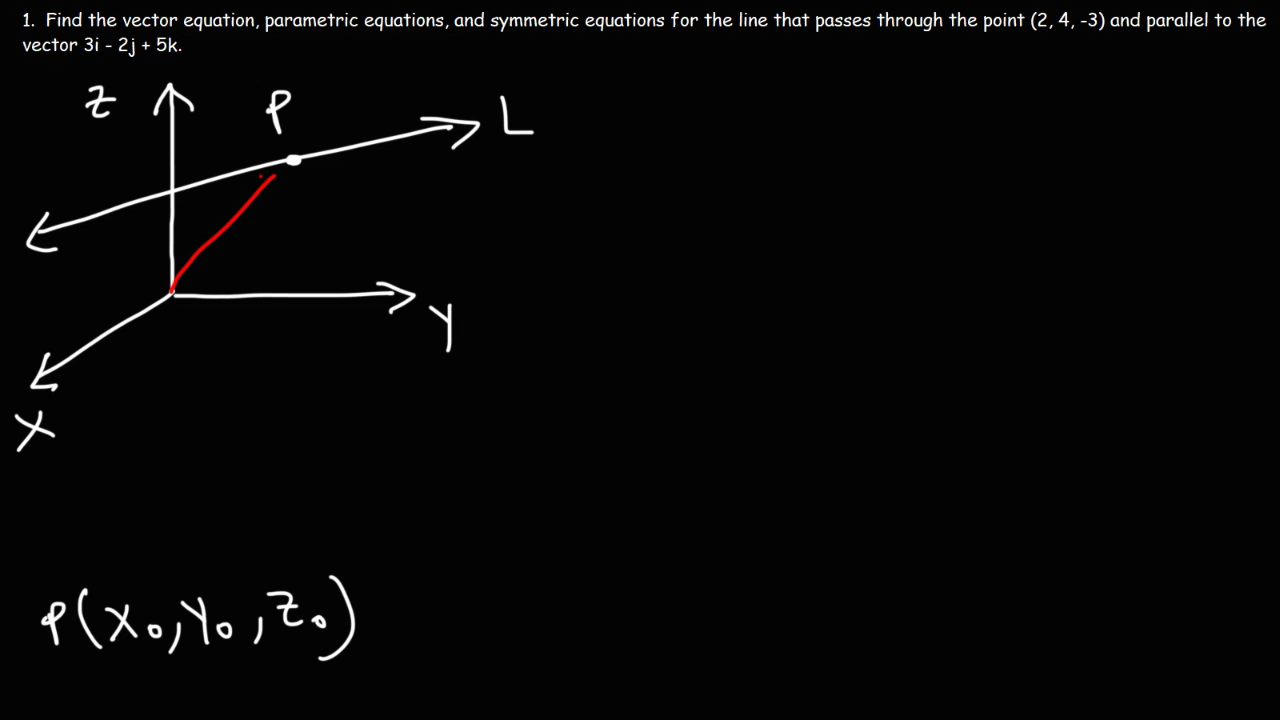 1. Find the vector equation, parametric equations, and symmetric equations for the line that passes through the point (2, 4, -3) and parallel to the
vector 3i - 2j + 5k.
Z
P
L
Y
X
P(X₀,Y₀,Z₀)